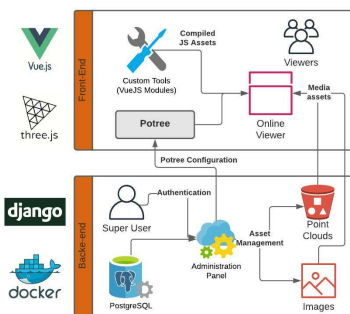 Vue.js
three.js
Front-End
Custom Tools
(VueJS Modules)
Compiled
JS Assets
Viewers
Potree
Online
Viewer
Media
assets
Potree Configuration
django
docker
Backe-end
Authentication
Super User
PostgreSQL
Administration
Panel
Asset
Management
Point
Clouds
Images